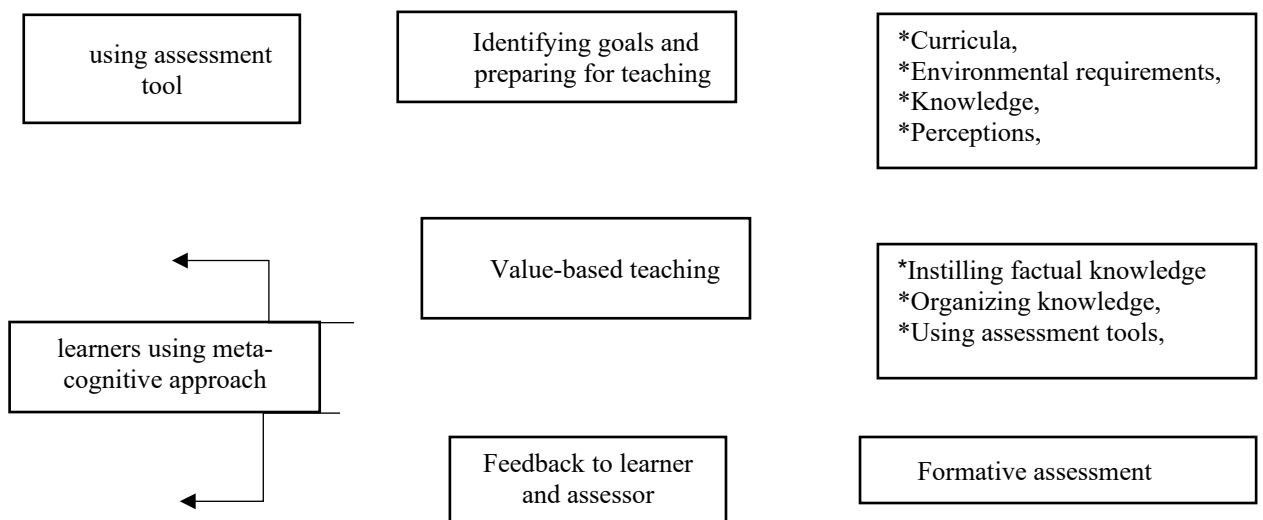 using assessment
tool
Identifying goals and
preparing for teaching
*Curricula,
*Environmental requirements,
*Knowledge,
*Perceptions,
Value-based teaching
*Instilling factual knowledge
*Organizing knowledge,
*Using assessment tools,
learners using meta-
cognitive approach
Feedback to learner
and assessor
Formative assessment